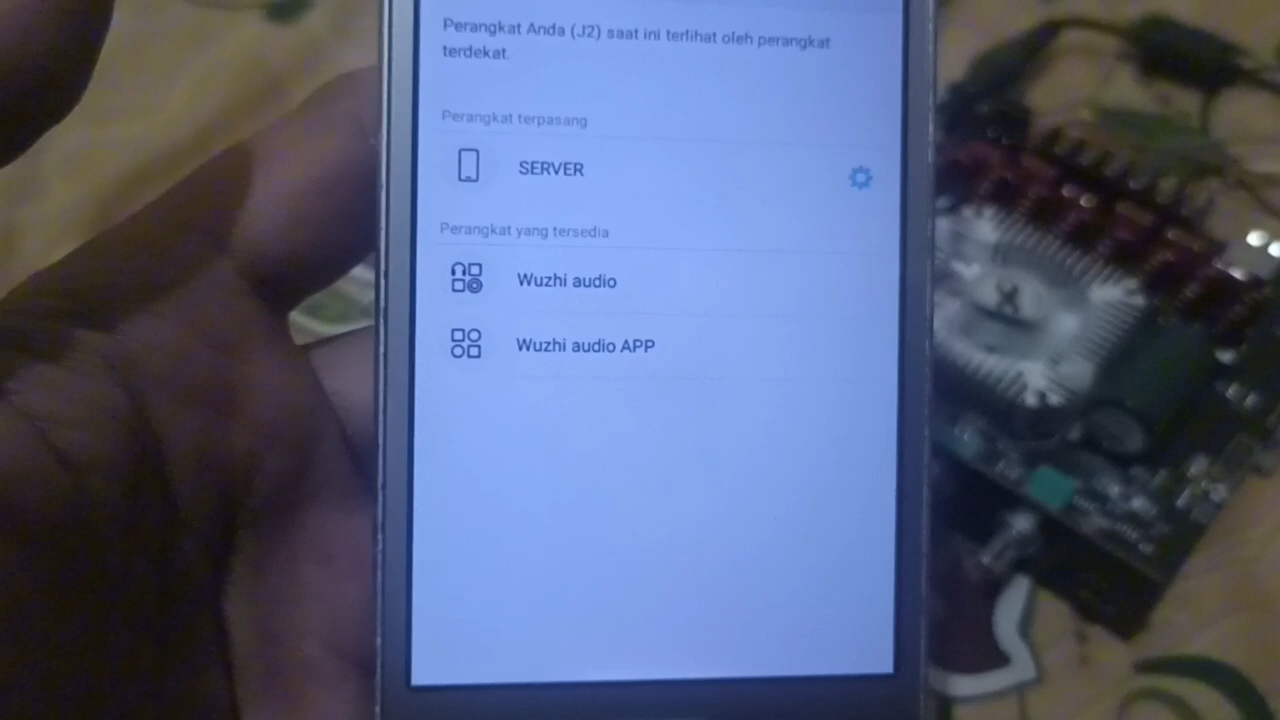 Perangkat Anda (J2) saat ini terlihat oleh perangkat
terdekat.
Perangkat terpasang
SERVER
Perangkat yang tersedia
Wuzhi audio
Wuzhi audio APP